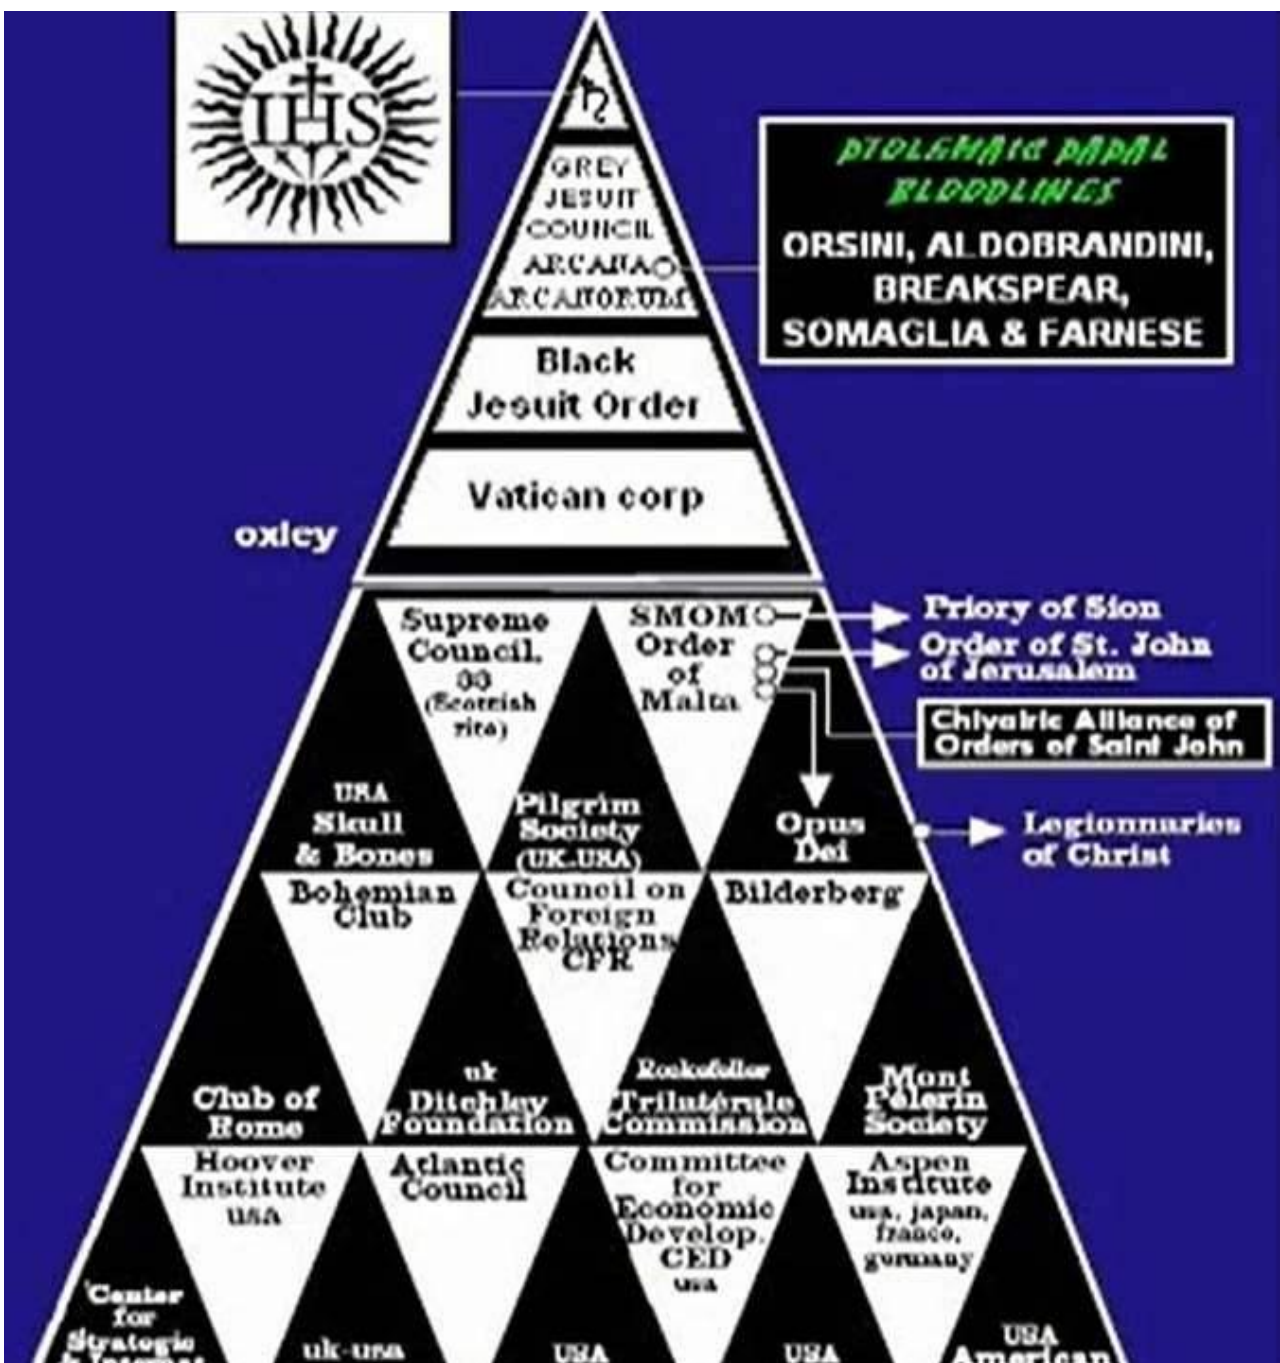 IHS
GREY
JESUIT
COUNCIL
ARCANA
ARCANORUM
PTOLEMAIC PAPAL
BLOODLINES
ORSINI, ALDOBRANDINI,
BREAKSPEAR,
SOMAGLIA & FARNESE
Black
Jesuit Order
Vatican corp
oxley
Supreme
Council,
33
(Scottish
rite)
SMOM
Order
of
Malta
Priory of Sion
Order of St. John
of Jerusalem
Chivalric Alliance of
Orders of Saint John
USA
Skull
& Bones
Pilgrim
Society
(UK-USA)
Opus
Dei
Legionnaries
of Christ
Bohemian
Club
Council on
Foreign
Relations
CFR
Bilderberg
Club of
Rome
uk
Ditchley
Foundation
Rockefeller
Trilatérale
Commission
Mont
Pelerin
Society
Hoover
Institute
usa
Atlantic
Council
Committee
for
Economic
Develop.
CED
usa
Aspen
Institute
usa, japan,
france,
germany
Center
for
Strategic
&
uk-usa
USA
USA
USA
American